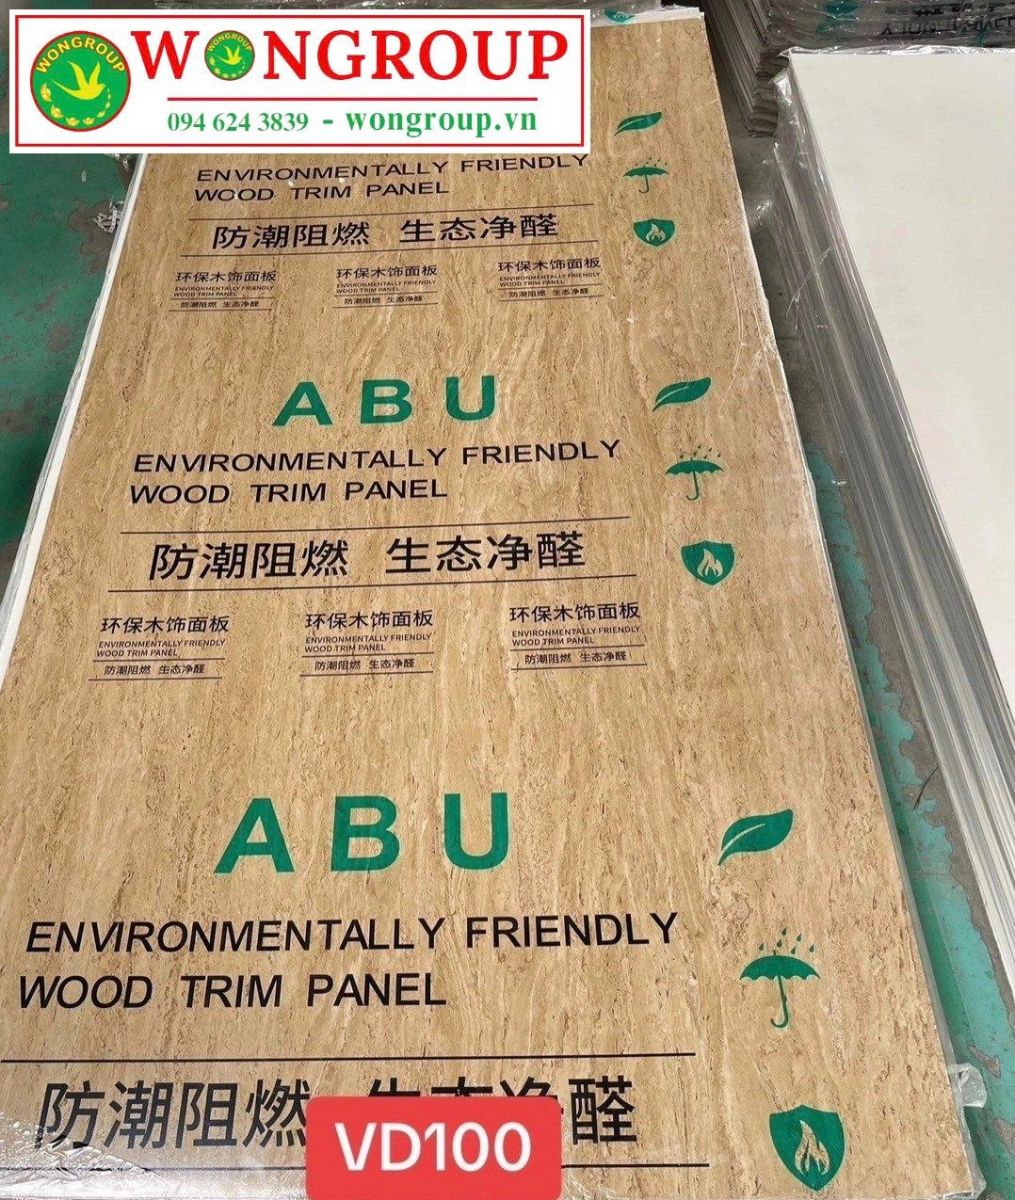 WONGROUP
WONGROUP
WONGROUP
094 624 3839 - wongroup.vn
ENVIRONMENTALLY FRIENDLY
WOOD TRIM PANEL
防潮阻燃 生态净醛
环保木饰面板 环保木饰面板 环保木饰面板
ENVIRONMENTALLY FRIENDLY ENVIRONMENTALLY FRIENDLY ENVIRONMENTALLY FRIENDLY
WOOD TRIM PANEL WOOD TRIM PANEL WOOD TRIM PANEL
防潮阻燃 生态净醛 防潮阻燃 生态净醛 防潮阻燃 生态净醛
ABU
ENVIRONMENTALLY FRIENDLY
WOOD TRIM PANEL
防潮阻燃 生态净醛
环保木饰面板 环保木饰面板 环保木饰面板
ENVIRONMENTALLY FRIENDLY ENVIRONMENTALLY FRIENDLY ENVIRONMENTALLY FRIENDLY
WOOD TRIM PANEL WOOD TRIM PANEL WOOD TRIM PANEL
防潮阻燃 生态净醛 防潮阻燃 生态净醛 防潮阻燃 生态净醛
ABU
ENVIRONMENTALLY FRIENDLY
WOOD TRIM PANEL
防潮阻燃 生态净醛
VD100